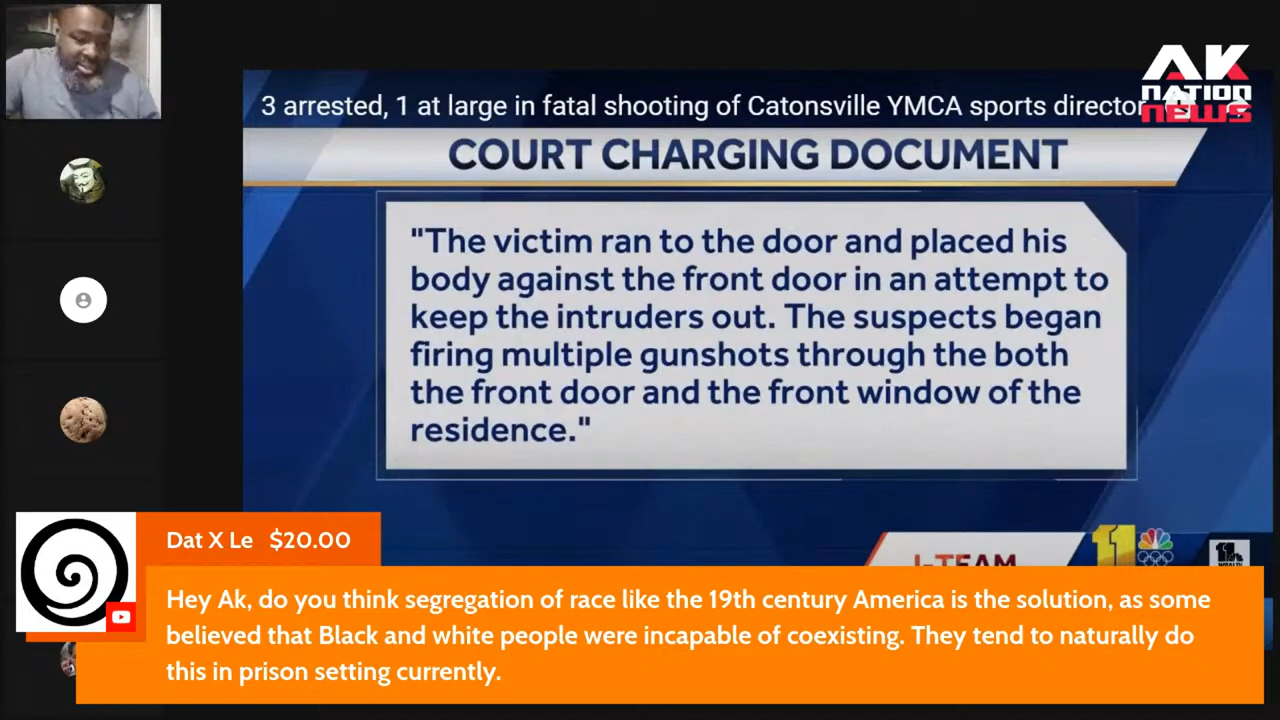 3 arrested, 1 at large in fatal shooting of Catonsville YMCA sports director
AK
NATION
NEWS
COURT CHARGING DOCUMENT
"The victim ran to the door and placed his
body against the front door in an attempt to
keep the intruders out. The suspects began
firing multiple gunshots through the both
the front door and the front window of the
residence."
I-TEAM
11
11
Dat X Le $20.00
Hey Ak, do you think segregation of race like the 19th century America is the solution, as some
believed that Black and white people were incapable of coexisting. They tend to naturally do
this in prison setting currently.